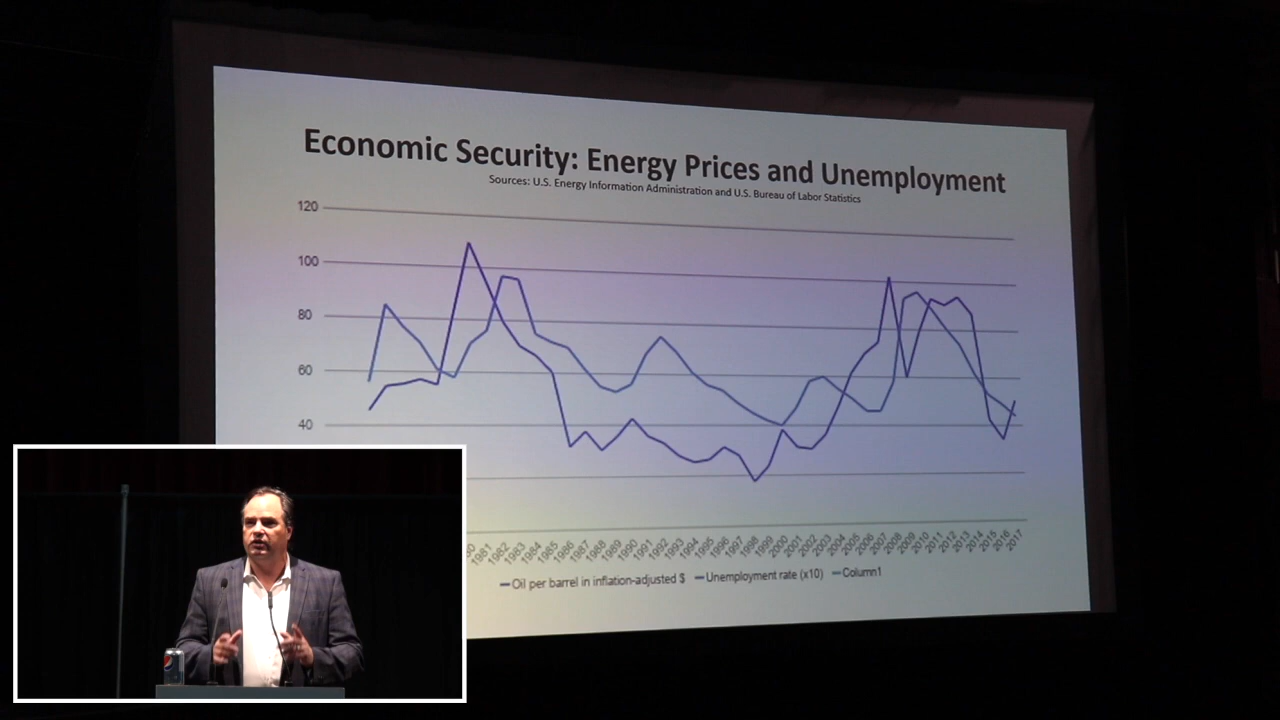 Economic Security: Energy Prices and Unemployment
Sources: U.S. Energy Information Administration and U.S. Bureau of Labor Statistics
120
100
80
60
40
1981 1982 1983 1984 1985 1986 1987 1988 1989 1990 1991 1992 1993 1994 1995 1996 1997 1998 1999 2000 2001 2002 2003 2004 2005 2006 2007 2008 2009 2010 2011 2012 2013 2014 2015 2016 2017
Oil per barrel in inflation-adjusted $ Unemployment rate (x10) Column1